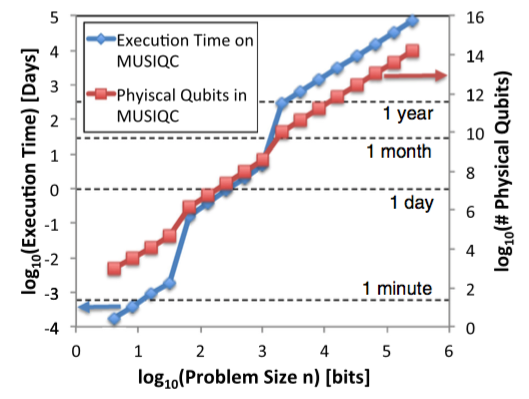 5
4
3
2
1
0
-1
-2
-3
-4
log10(Execution Time) [Days]
Execution Time on
MUSIQC
Phyiscal Qubits in
MUSIQC
1 year
1 month
1 day
1 minute
16
14
12
10
8
6
4
2
0
log10(# Physical Qubits)
0 1 2 3 4 5 6
log10(Problem Size n) [bits]